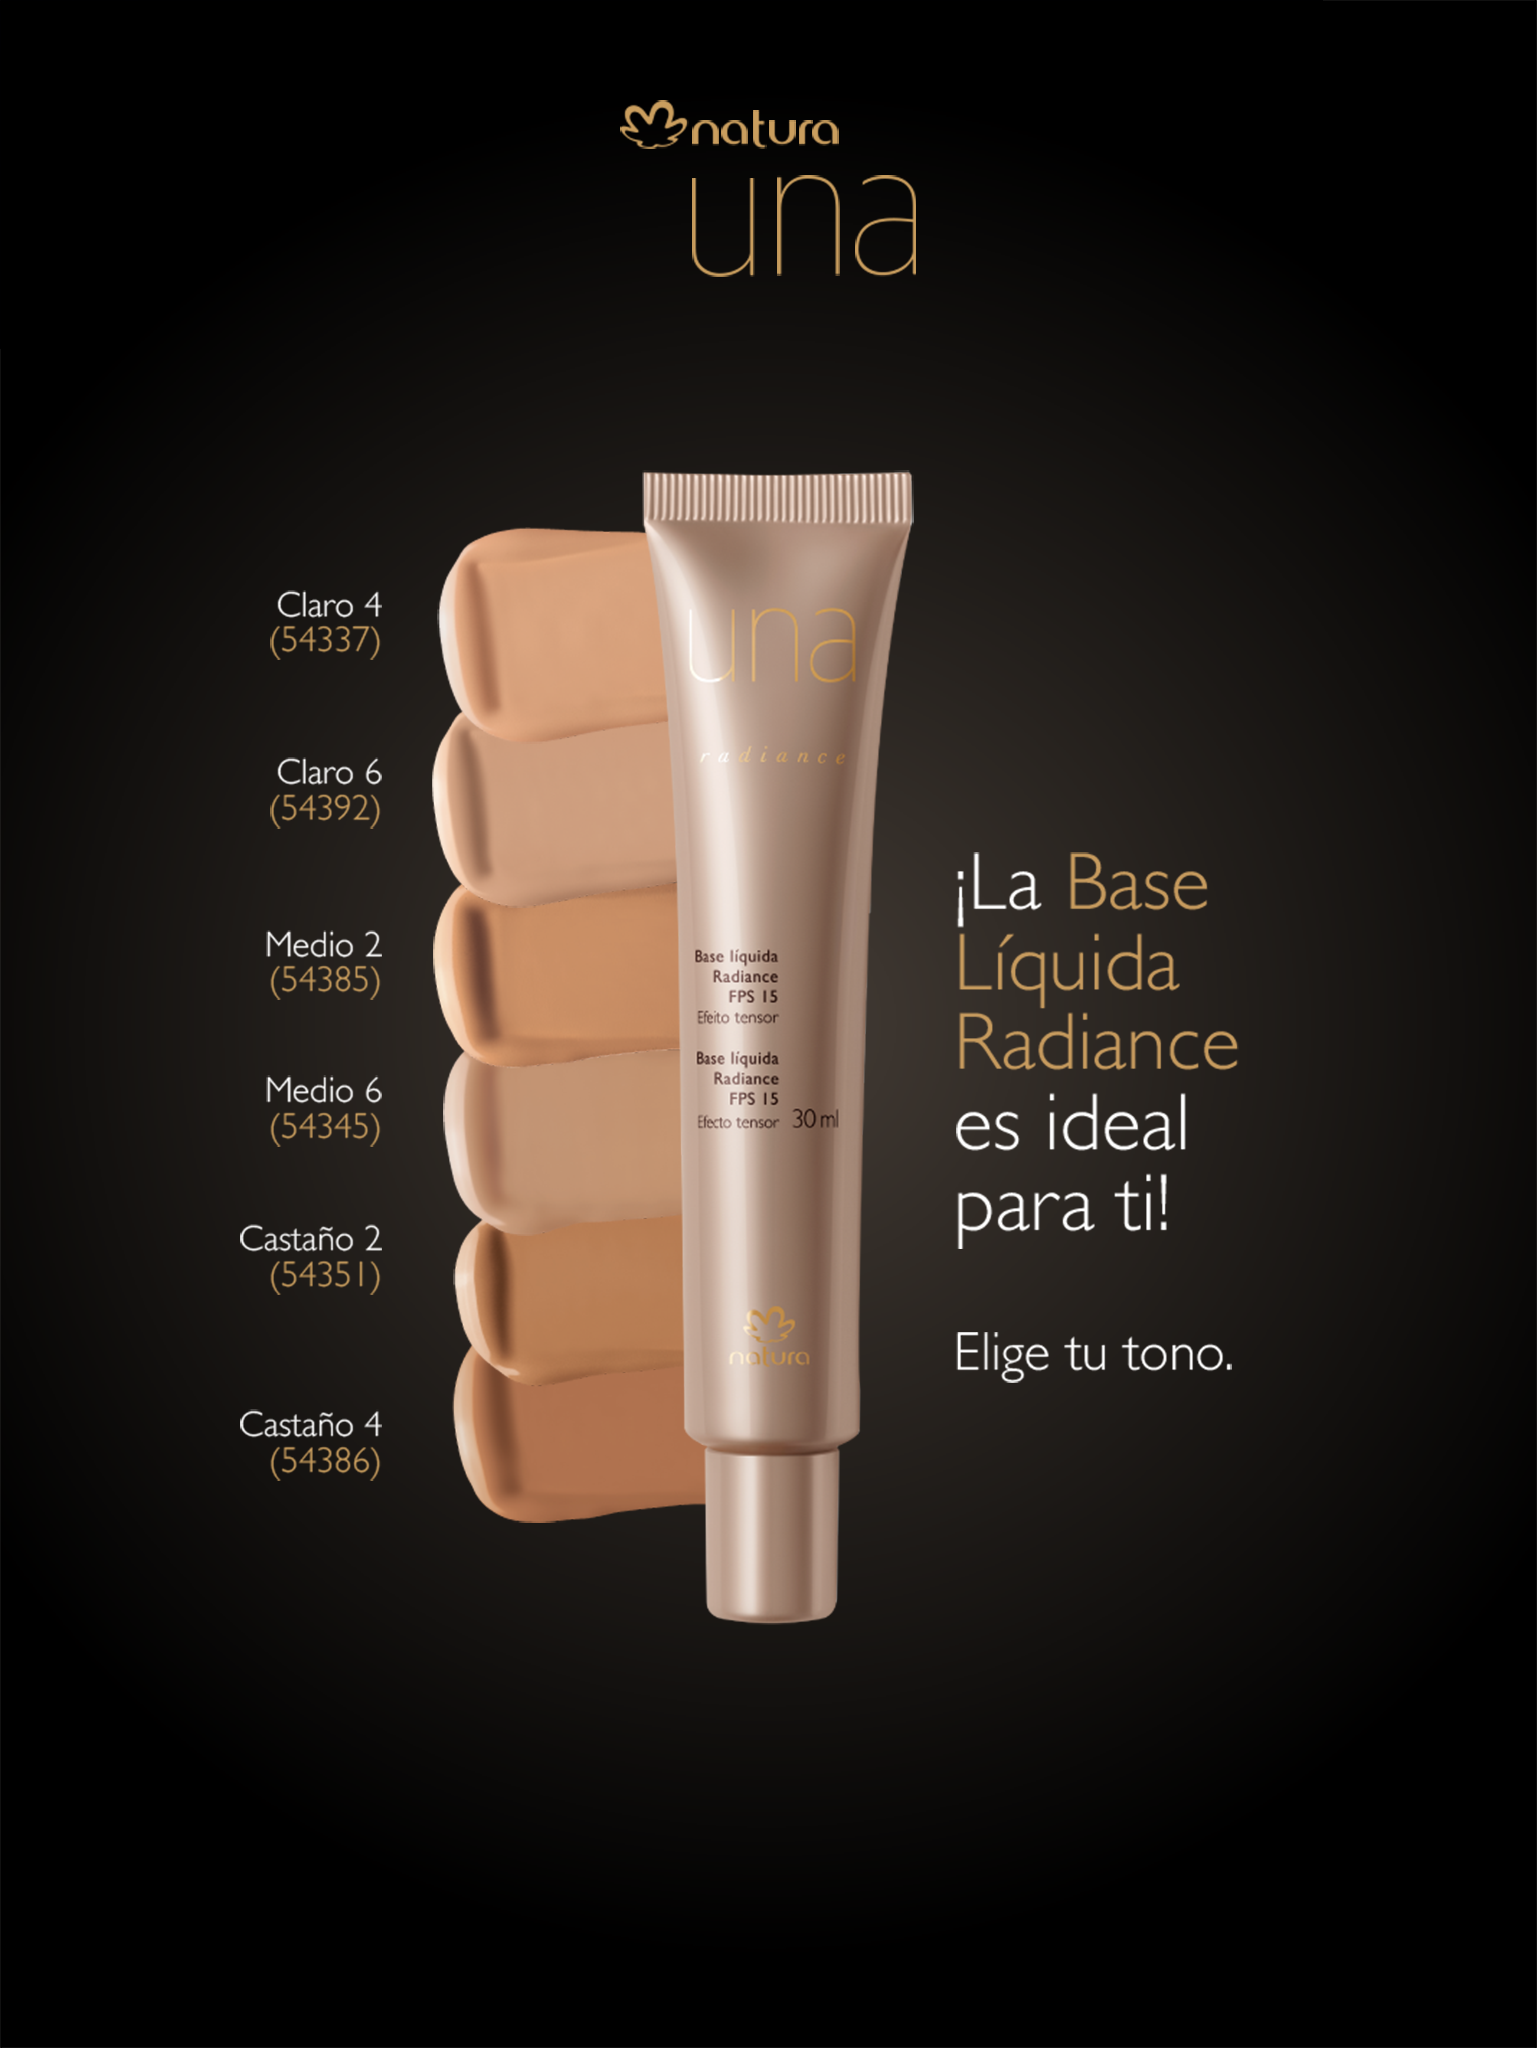 natura
una
Claro 4
(54337)
Claro 6
(54392)
Medio 2
(54385)
Medio 6
(54345)
Castaño 2
(54351)
Castaño 4
(54386)
una
radiance
Base líquida
Radiance
FPS 15
Efeito tensor
Base líquida
Radiance
FPS 15
Efecto tensor 30 ml
natura
¡La Base
Líquida
Radiance
es ideal
para ti!
Elige tu tono.